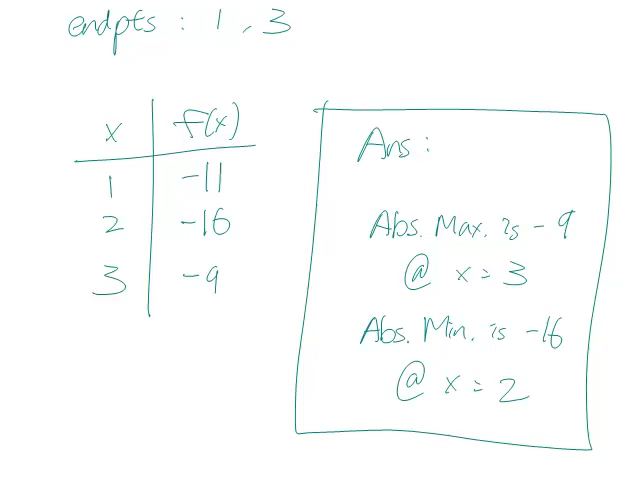 endpts : 1, 3
x f(x)
1 -11
2 -16
3 -9
Ans:
Abs. Max. is -9
@ x = 3
Abs. Min. is -16
@ x = 2